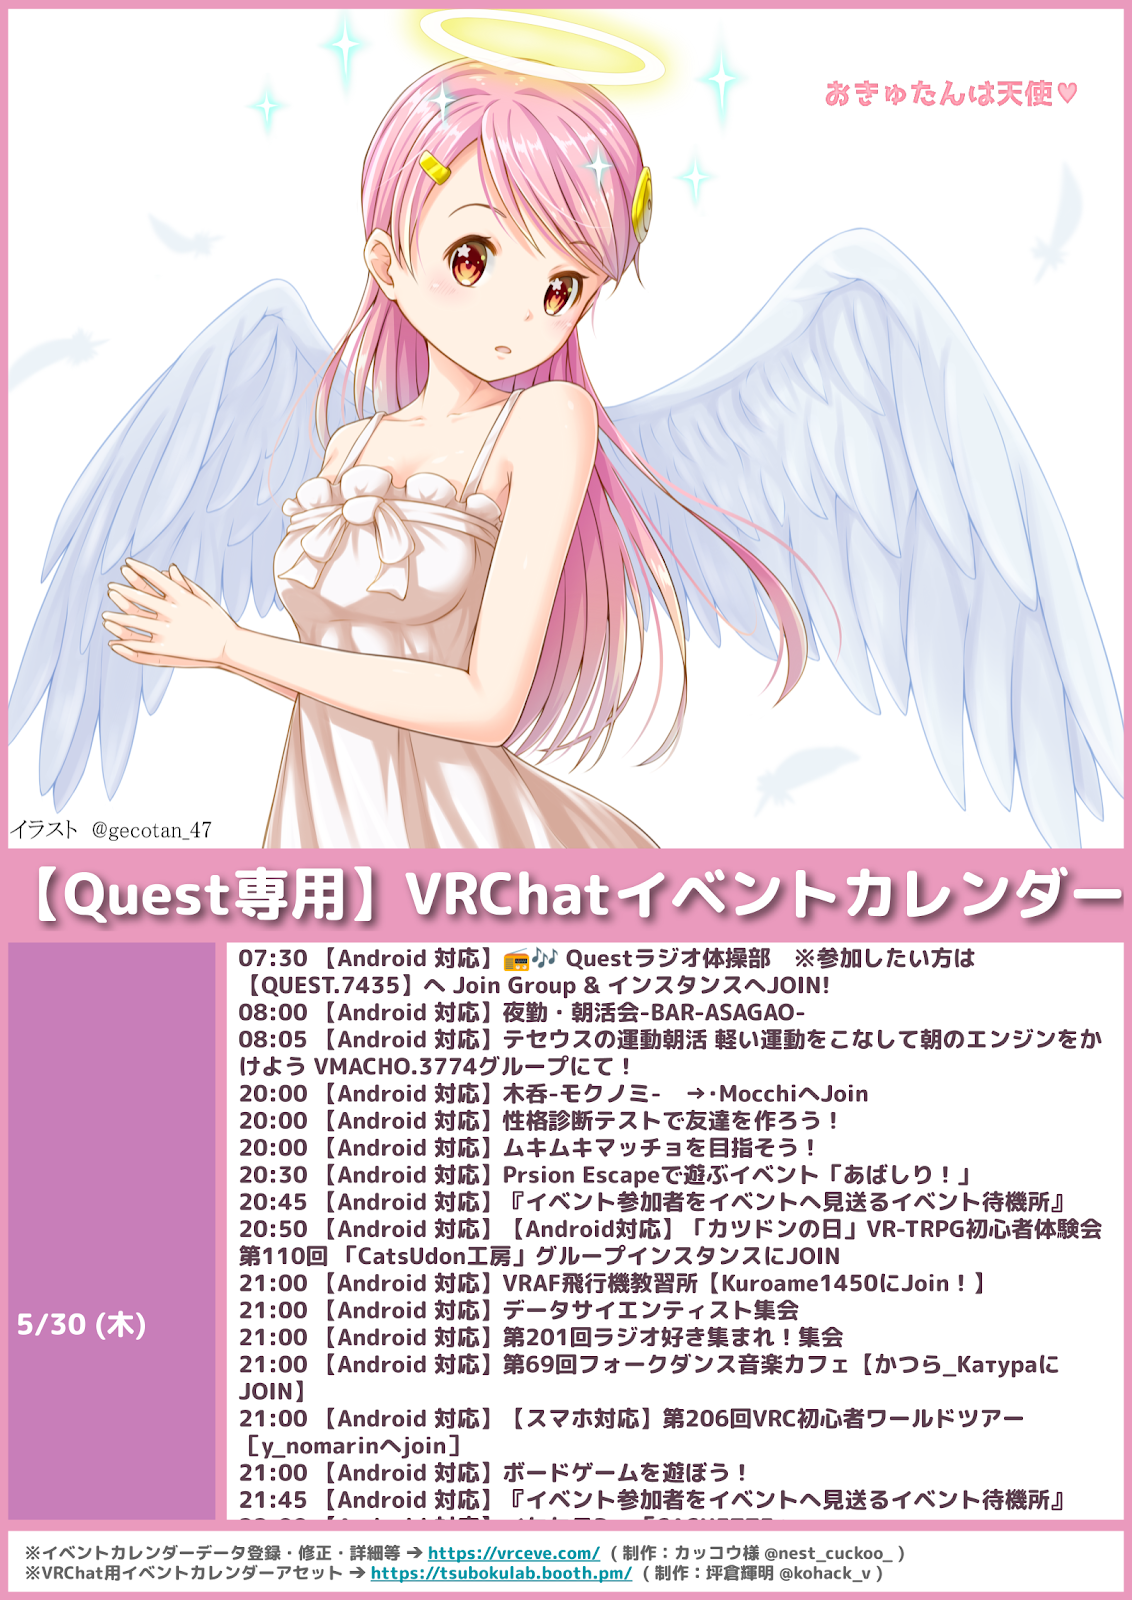 おきゅたんは天使♥
イラスト @gecotan_47
【Quest専用】VRChatイベントカレンダー
5/30 (木)
07:30 【Android 対応】📻🎶 Questラジオ体操部　※参加したい方は
【QUEST.7435】へ Join Group & インスタンスへJOIN!
08:00 【Android 対応】夜勤・朝活会-BAR-ASAGAO-
08:05 【Android 対応】テセウスの運動朝活 軽い運動をこなして朝のエンジンをか
けよう VMACHO.3774グループにて！
20:00 【Android 対応】木呑-モクノミ-　→･MocchiへJoin
20:00 【Android 対応】性格診断テストで友達を作ろう！
20:00 【Android 対応】ムキムキマッチョを目指そう！
20:30 【Android 対応】Prsion Escapeで遊ぶイベント「あばしり！」
20:45 【Android 対応】『イベント参加者をイベントへ見送るイベント待機所』
20:50 【Android 対応】【Android対応】「カツドンの日」VR-TRPG初心者体験会
第110回 「CatsUdon工房」グループインスタンスにJOIN
21:00 【Android 対応】VRAF飛行機教習所【Kuroame1450にJoin！】
21:00 【Android 対応】データサイエンティスト集会
21:00 【Android 対応】第201回ラジオ好き集まれ！集会
21:00 【Android 対応】第69回フォークダンス音楽カフェ【かつら_Катураに
JOIN】
21:00 【Android 対応】【スマホ対応】第206回VRC初心者ワールドツアー
［y_nomarinへjoin］
21:00 【Android 対応】ボードゲームを遊ぼう！
21:45 【Android 対応】『イベント参加者をイベントへ見送るイベント待機所』
※イベントカレンダーデータ登録・修正・詳細等 ➔ https://vrceve.com/ ( 制作：カッコウ様 @nest_cuckoo_ )
※VRChat用イベントカレンダーアセット ➔ https://tsubokulab.booth.pm/ ( 制作：坪倉輝明 @kohack_v )